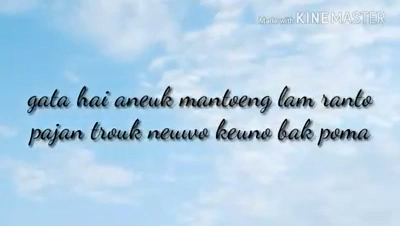 Made with KINEMASTER
gata hai aneuk mantoeng lam ranto
pajan trouk neuwo keuno bak poma